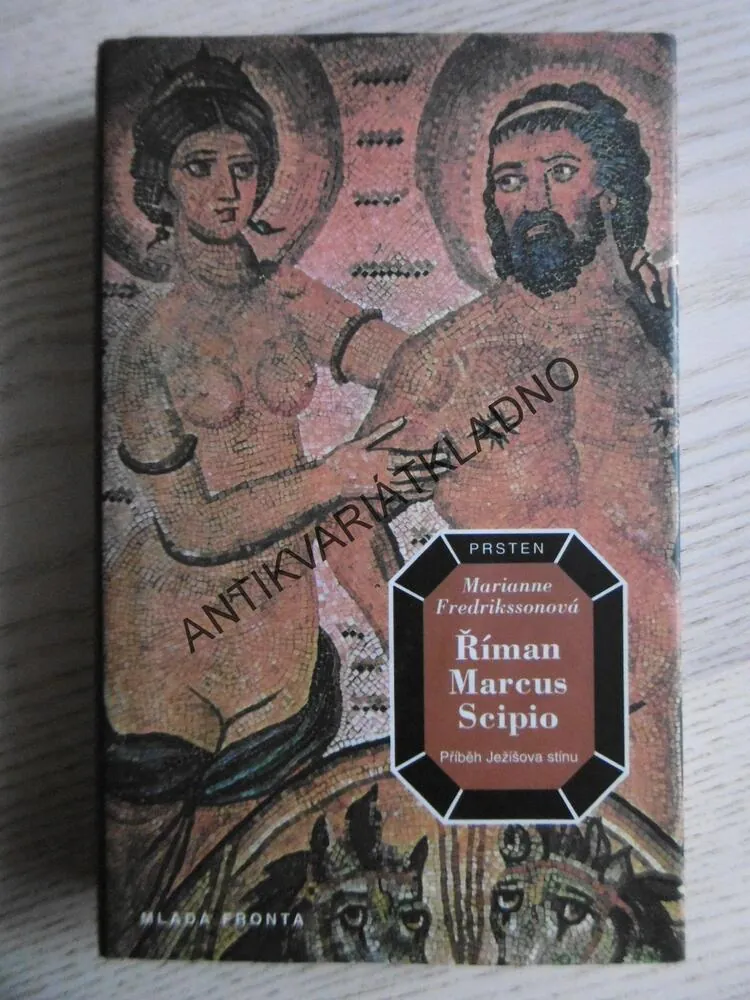 ANTIKVARIÁTKLADNO
PRSTEN
Marianne
Fredrikssonová
Říman
Marcus
Scipio
Příběh Ježíšova stínu
MLADÁ FRONTA